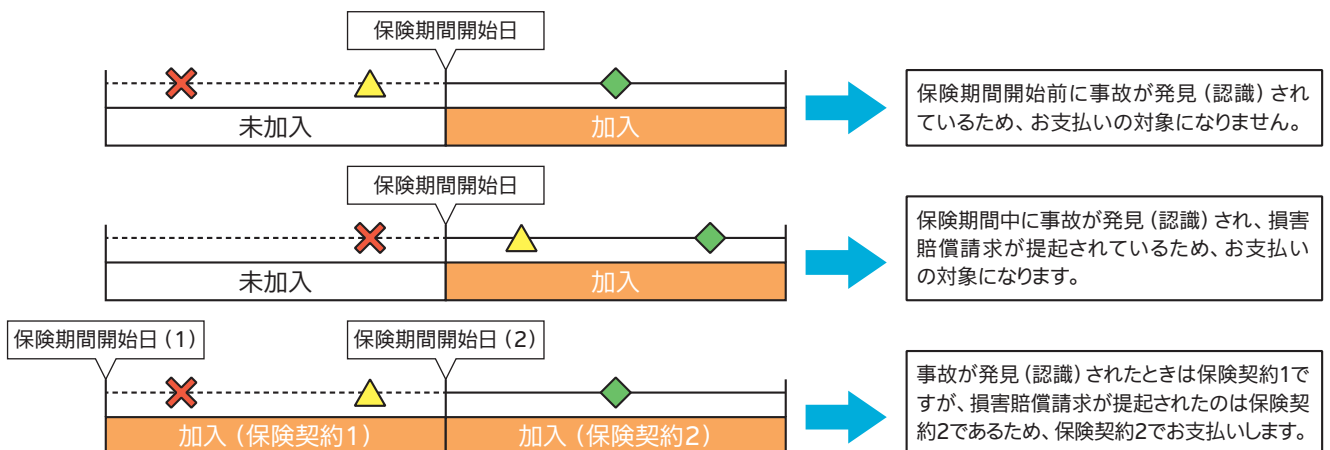 保険期間開始日
未加入
加入
保険期間開始前に事故が発見（認識）され
ているため、お支払いの対象になりません。
保険期間開始日
未加入
加入
保険期間中に事故が発見（認識）され、損害
賠償請求が提起されているため、お支払い
の対象になります。
保険期間開始日（1）
保険期間開始日（2）
加入（保険契約1）
加入（保険契約2）
事故が発見（認識）されたときは保険契約1で
すが、損害賠償請求が提起されたのは保険契
約2であるため、保険契約2でお支払いします。